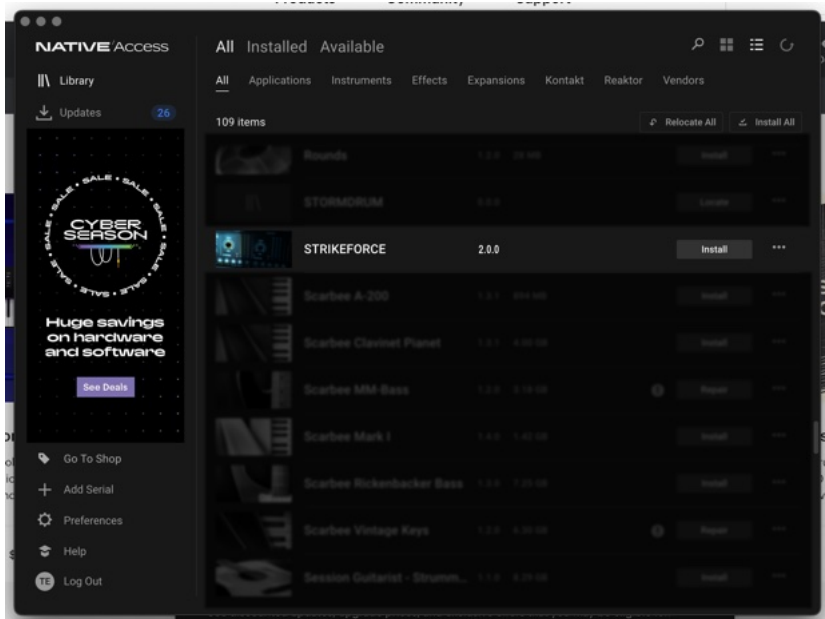 NATIVE ACCESS
All Installed Available
Library
All Applications Instruments Effects Expansions Kontakt Reaktor Vendors
Updates 26
109 items
Relocate All Install All
SALE • SALE • SALE • SALE • SALE
CYBER
SEASON
Huge savings
on hardware
and software
See Deals
Rounds 1.0.0 Install
STORMDRUM Locate
STRIKEFORCE 2.0.0 Install
Scarbee A-200 Install
Scarbee Clavinet Pianet Install
Scarbee MM-Bass Repair
Scarbee Mark I Install
Scarbee Rickenbacker Bass Install
Scarbee Vintage Keys Repair
Session Guitarist - Strumm... Install
Go To Shop
Add Serial
Preferences
Help
TE Log Out